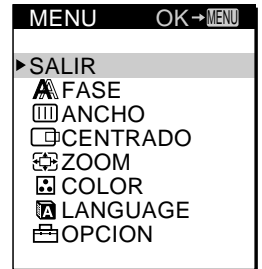 MENU OK→MENU
SALIR
FASE
ANCHO
CENTRADO
ZOOM
COLOR
LANGUAGE
OPCION